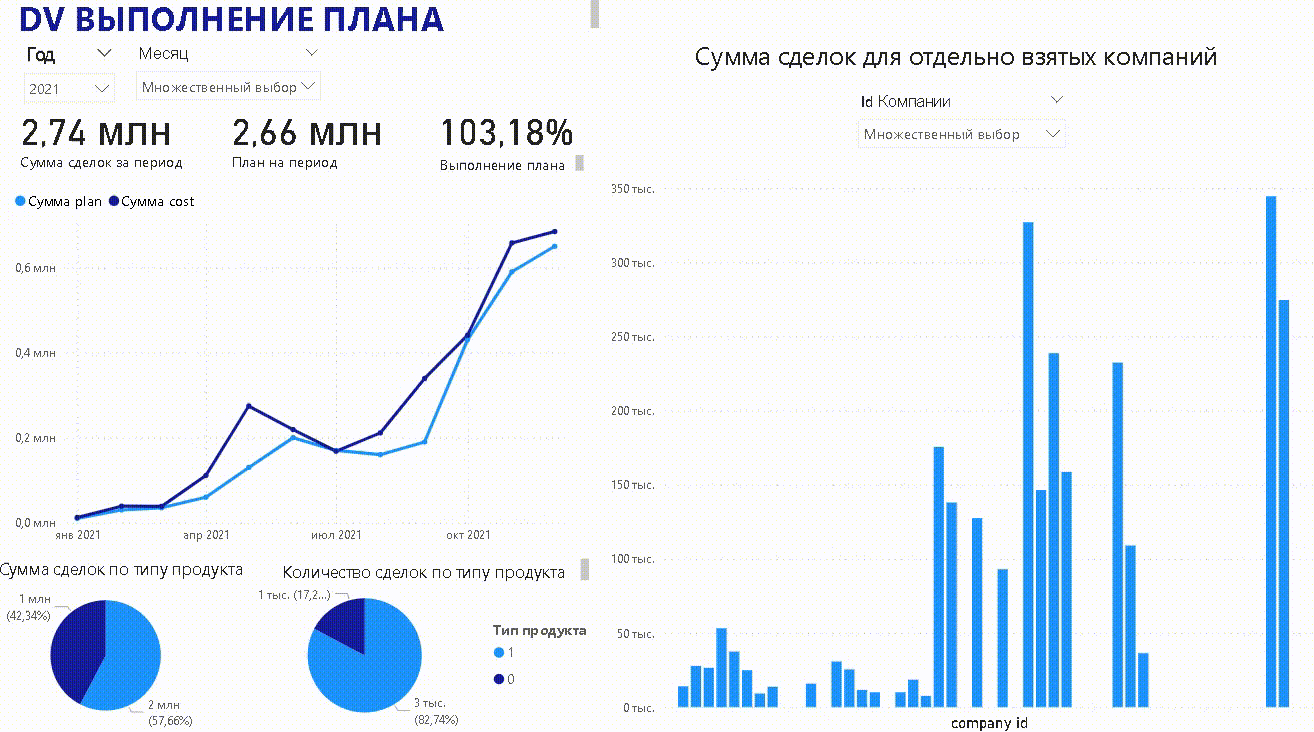 DV ВЫПОЛНЕНИЕ ПЛАНА
Год
Месяц
2021
Множественный выбор
2,74 млн
Сумма сделок за период
2,66 млн
План на период
103,18%
Выполнение плана
Сумма plan
Сумма cost
0,6 млн
0,4 млн
0,2 млн
0,0 млн
янв 2021
апр 2021
июл 2021
окт 2021
Сумма сделок по типу продукта
1 млн
(42,34%)
2 млн
(57,66%)
Количество сделок по типу продукта
1 тыс. (17,2...)
3 тыс.
(82,74%)
Тип продукта
1
0
Сумма сделок для отдельно взятых компаний
Id Компании
Множественный выбор
350 тыс.
300 тыс.
250 тыс.
200 тыс.
150 тыс.
100 тыс.
50 тыс.
0 тыс.
company id